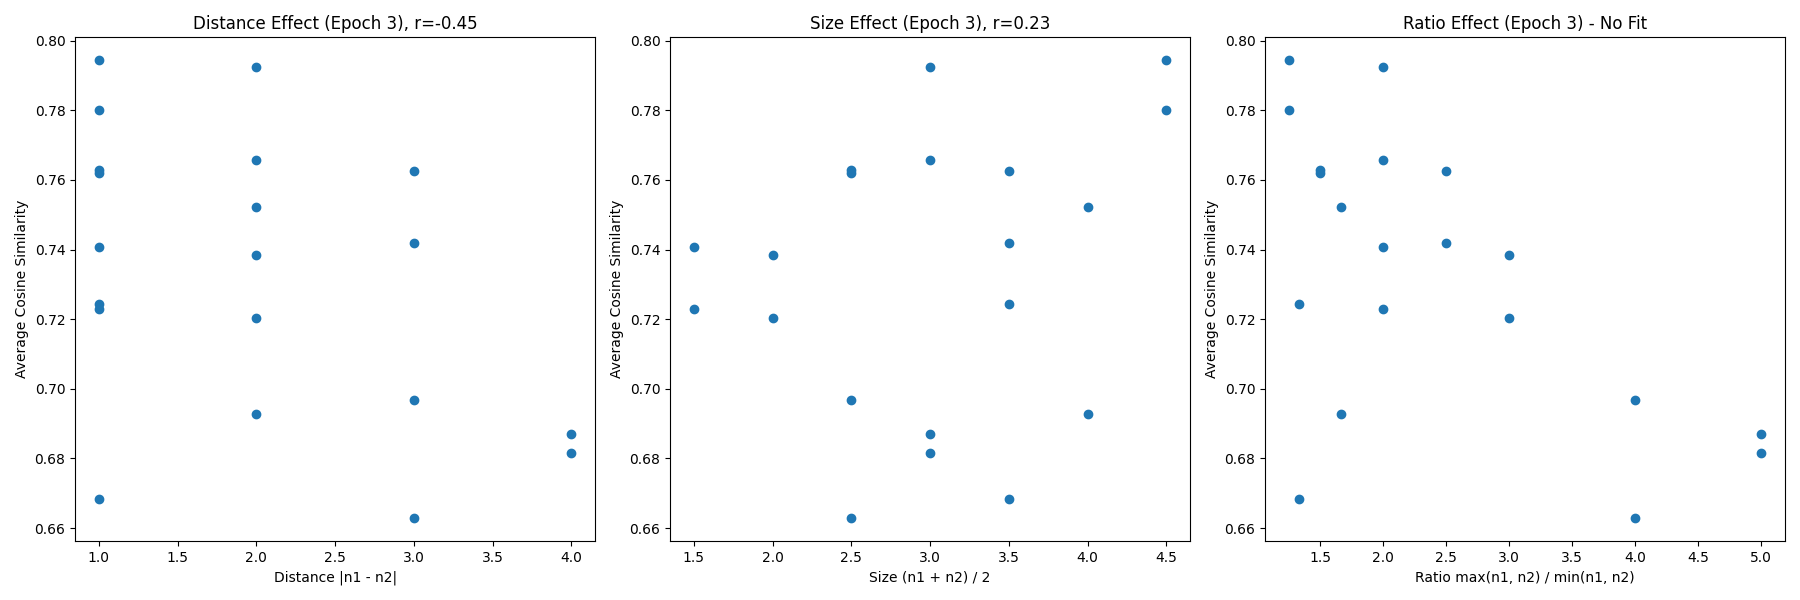 Distance Effect (Epoch 3), r=-0.45
Average Cosine Similarity
0.80
0.78
0.76
0.74
0.72
0.70
0.68
0.66
1.0 1.5 2.0 2.5 3.0 3.5 4.0
Distance |n1 - n2|
Size Effect (Epoch 3), r=0.23
Average Cosine Similarity
0.80
0.78
0.76
0.74
0.72
0.70
0.68
0.66
1.5 2.0 2.5 3.0 3.5 4.0 4.5
Size (n1 + n2) / 2
Ratio Effect (Epoch 3) - No Fit
Average Cosine Similarity
0.80
0.78
0.76
0.74
0.72
0.70
0.68
0.66
1.5 2.0 2.5 3.0 3.5 4.0 4.5 5.0
Ratio max(n1, n2) / min(n1, n2)